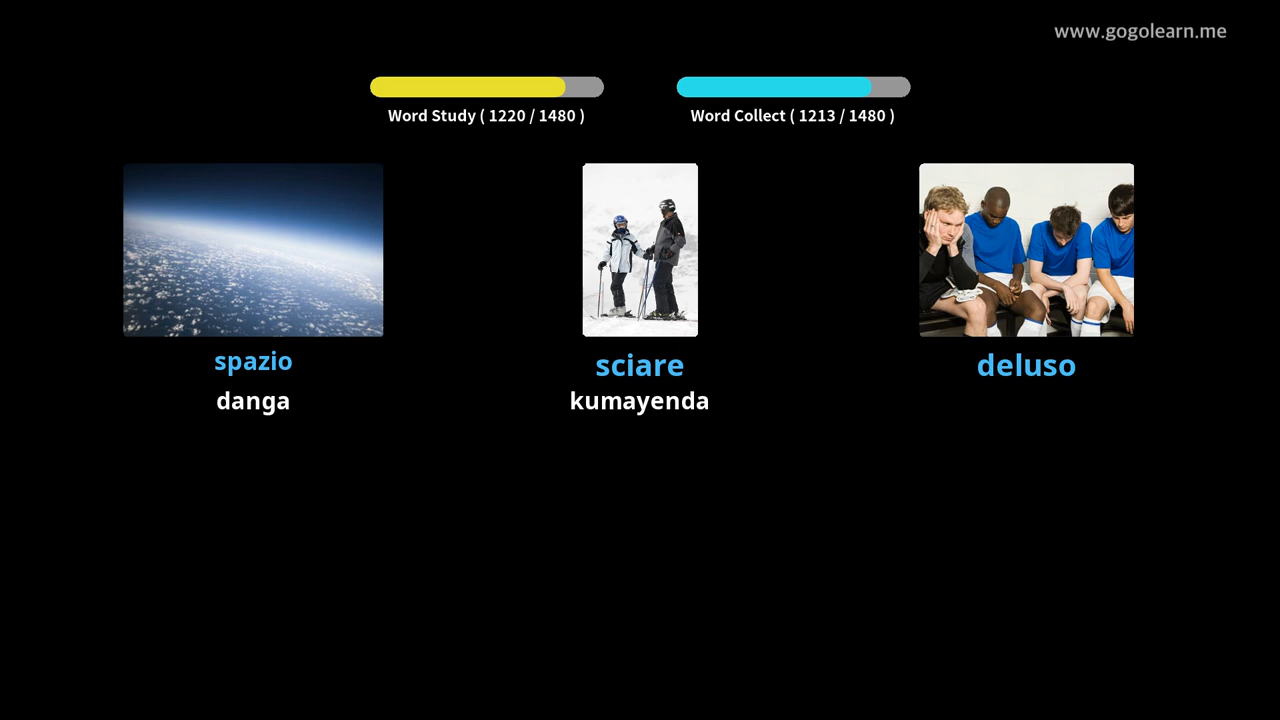 www.gogolearn.me
Word Study ( 1220 / 1480 )
Word Collect ( 1213 / 1480 )
spazio
sciare
deluso
danga
kumayenda